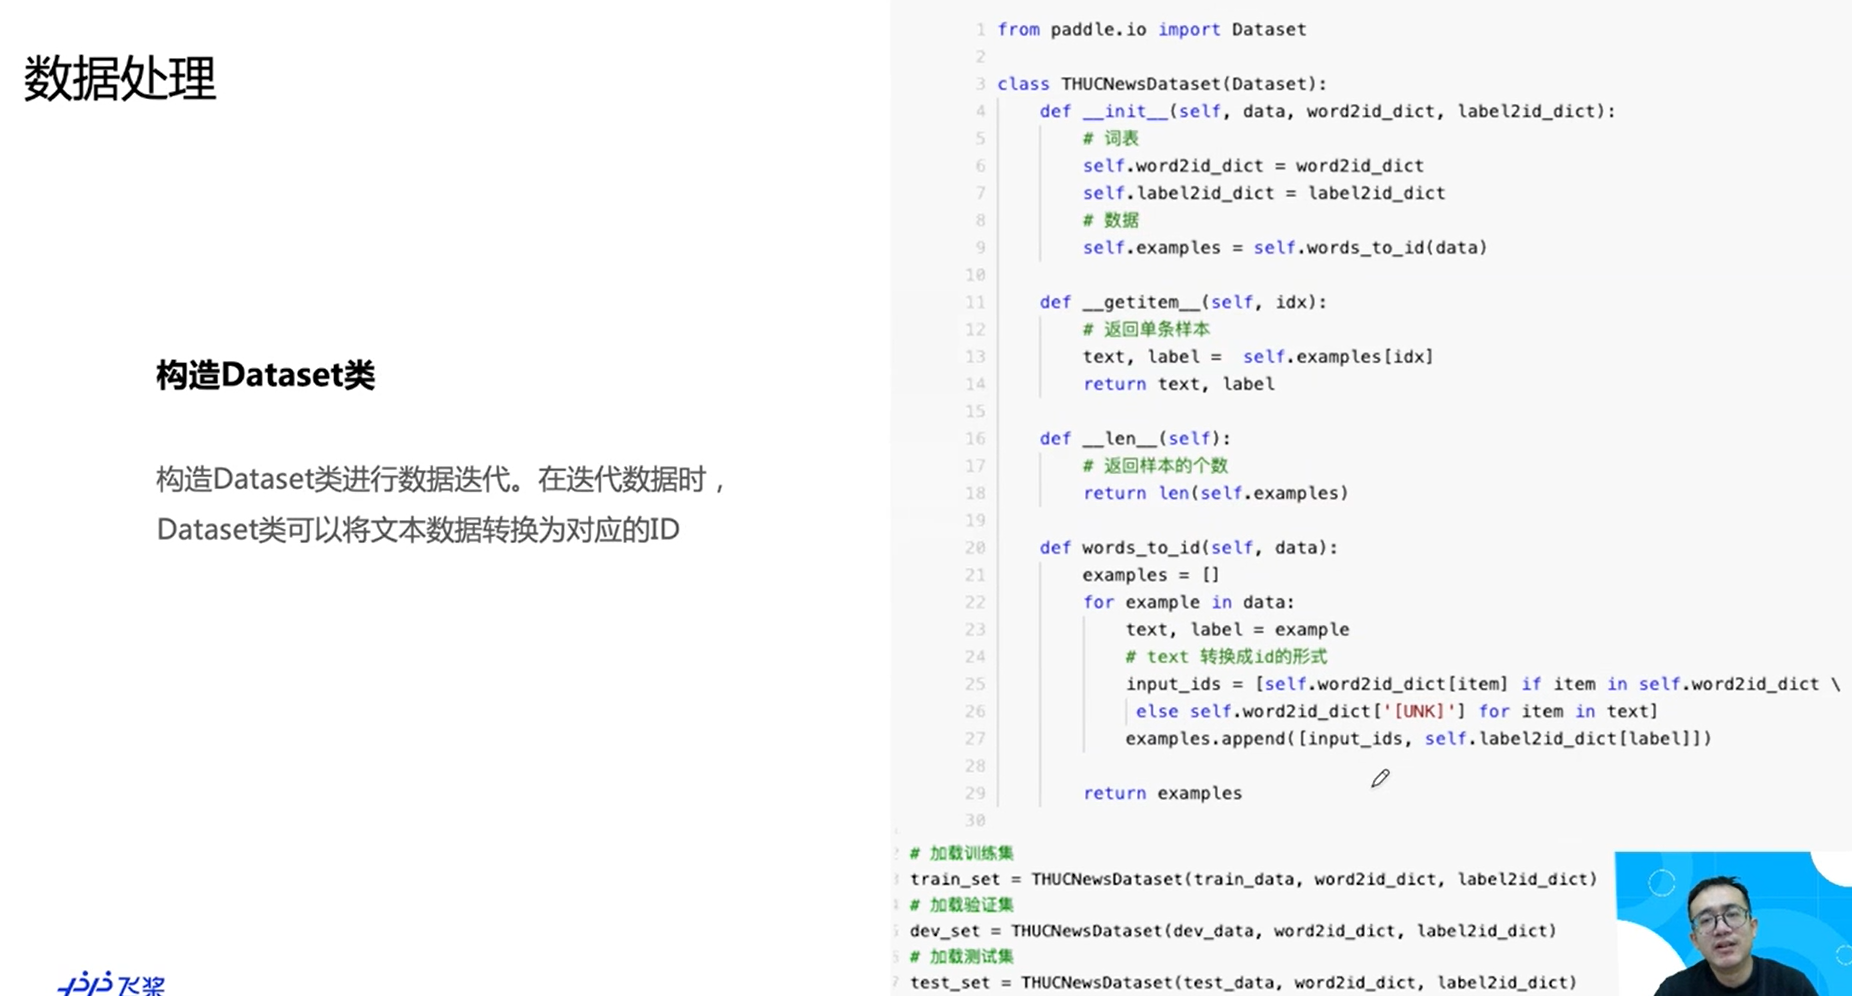 数据处理
构造Dataset类
构造Dataset类进行数据迭代。在迭代数据时，
Dataset类可以将文本数据转换为对应的ID
飞桨
1 from paddle.io import Dataset
2
3 class THUCNewsDataset(Dataset):
4     def __init__(self, data, word2id_dict, label2id_dict):
5         # 词表
6         self.word2id_dict = word2id_dict
7         self.label2id_dict = label2id_dict
8         # 数据
9         self.examples = self.words_to_id(data)
10
11     def __getitem__(self, idx):
12         # 返回单条样本
13         text, label =  self.examples[idx]
14         return text, label
15
16     def __len__(self):
17         # 返回样本的个数
18         return len(self.examples)
19
20     def words_to_id(self, data):
21         examples = []
22         for example in data:
23             text, label = example
24             # text 转换成id的形式
25             input_ids = [self.word2id_dict[item] if item in self.word2id_dict \
26              else self.word2id_dict['[UNK]'] for item in text]
27             examples.append([input_ids, self.label2id_dict[label]])
28
29         return examples
30
# 加载训练集
train_set = THUCNewsDataset(train_data, word2id_dict, label2id_dict)
# 加载验证集
dev_set = THUCNewsDataset(dev_data, word2id_dict, label2id_dict)
# 加载测试集
test_set = THUCNewsDataset(test_data, word2id_dict, label2id_dict)